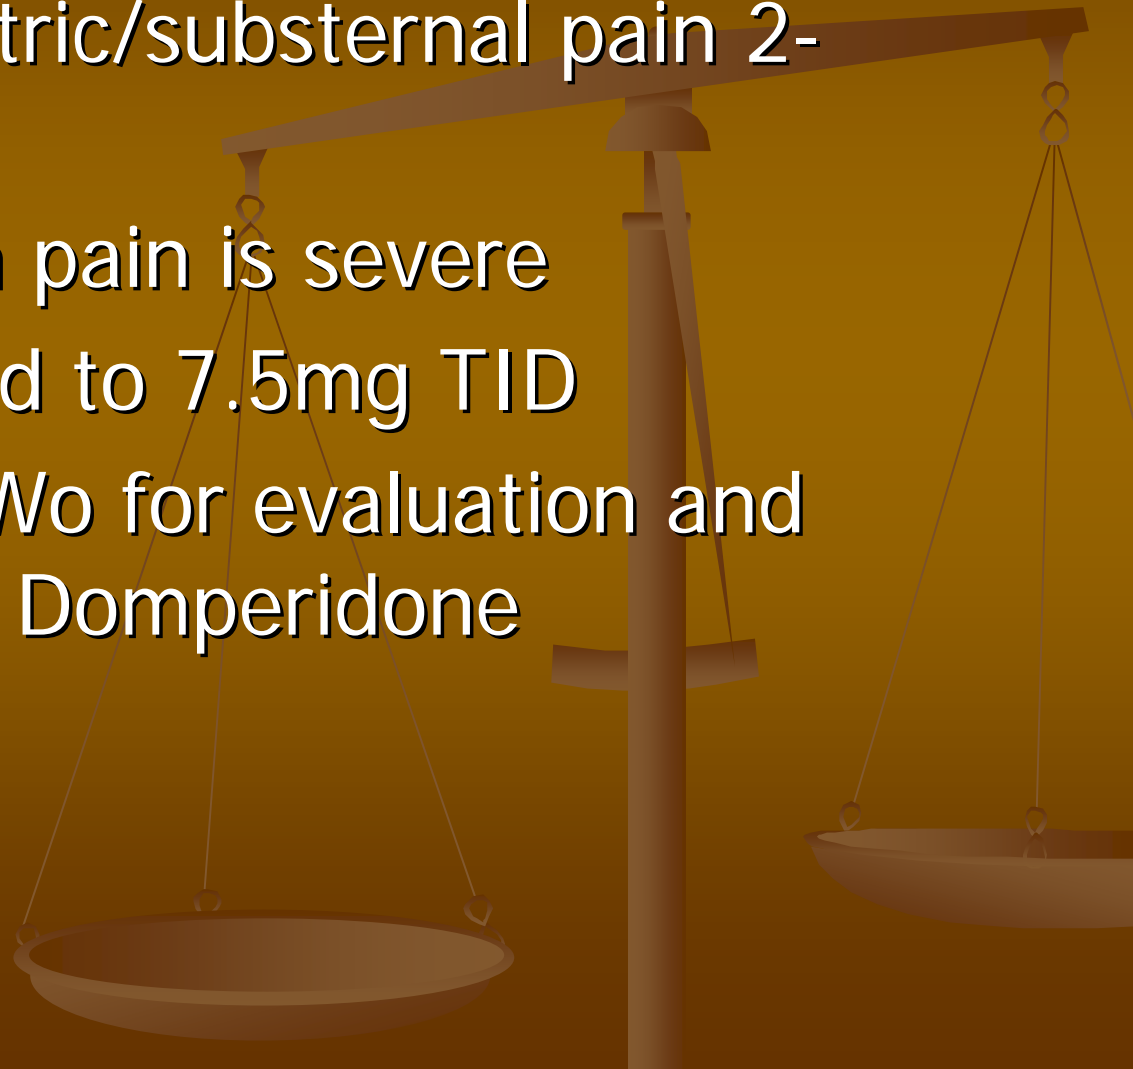 tric/substernal pain 2-
pain is severe
d to 7.5mg TID
Wo for evaluation and
Domperidone